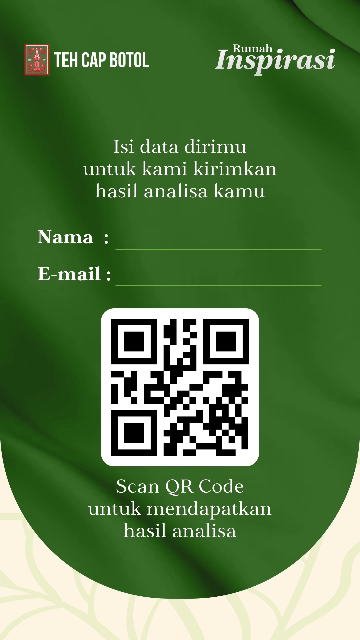 TEH CAP BOTOL
Rumah
Inspirasi
Isi data dirimu
untuk kami kirimkan
hasil analisa kamu
Nama :
E-mail :
Scan QR Code
untuk mendapatkan
hasil analisa